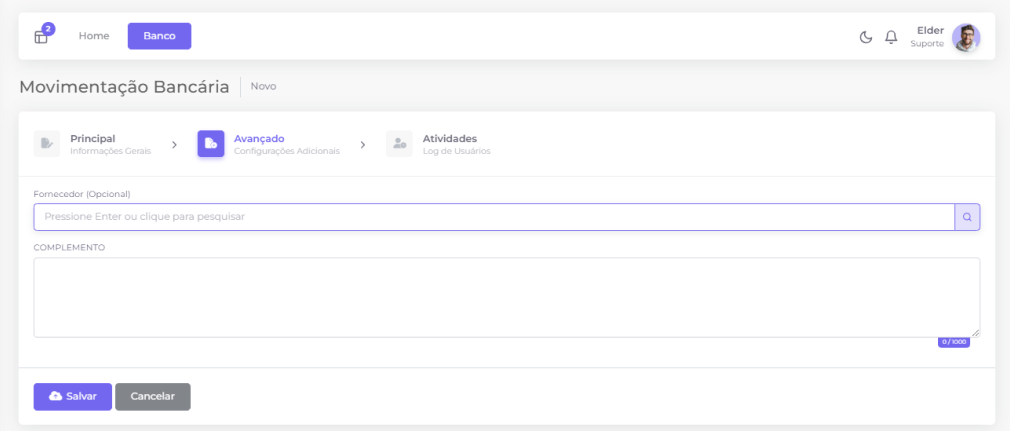 2
Home
Banco
Elder
Suporte
Movimentação Bancária
Novo
Principal
Informações Gerais
Avançado
Configurações Adicionais
Atividades
Log de Usuários
Fornecedor (Opcional)
Pressione Enter ou clique para pesquisar
COMPLEMENTO
0 / 1000
Salvar
Cancelar